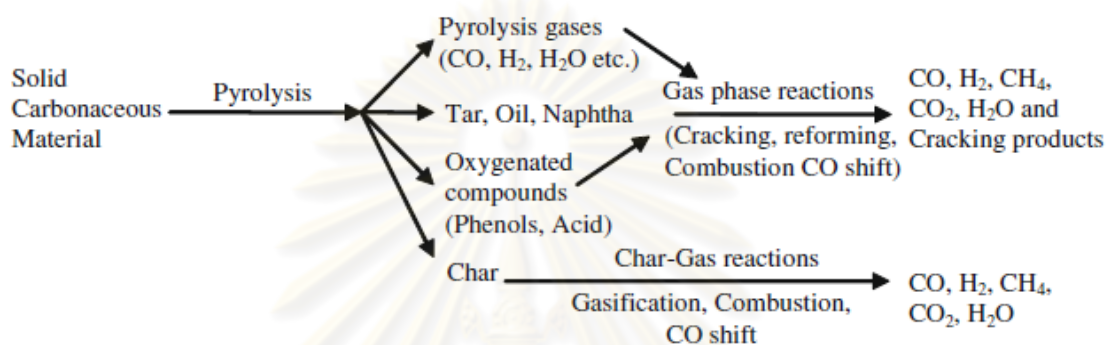 Solid
Carbonaceous
Material
Pyrolysis
Pyrolysis gases
(CO, H₂, H₂O etc.)
Tar, Oil, Naphtha
Oxygenated
compounds
(Phenols, Acid)
Char
Gas phase reactions
(Cracking, reforming,
Combustion CO shift)
CO, H₂, CH₄,
CO₂, H₂O and
Cracking products
Char-Gas reactions
Gasification, Combustion,
CO shift
CO, H₂, CH₄,
CO₂, H₂O